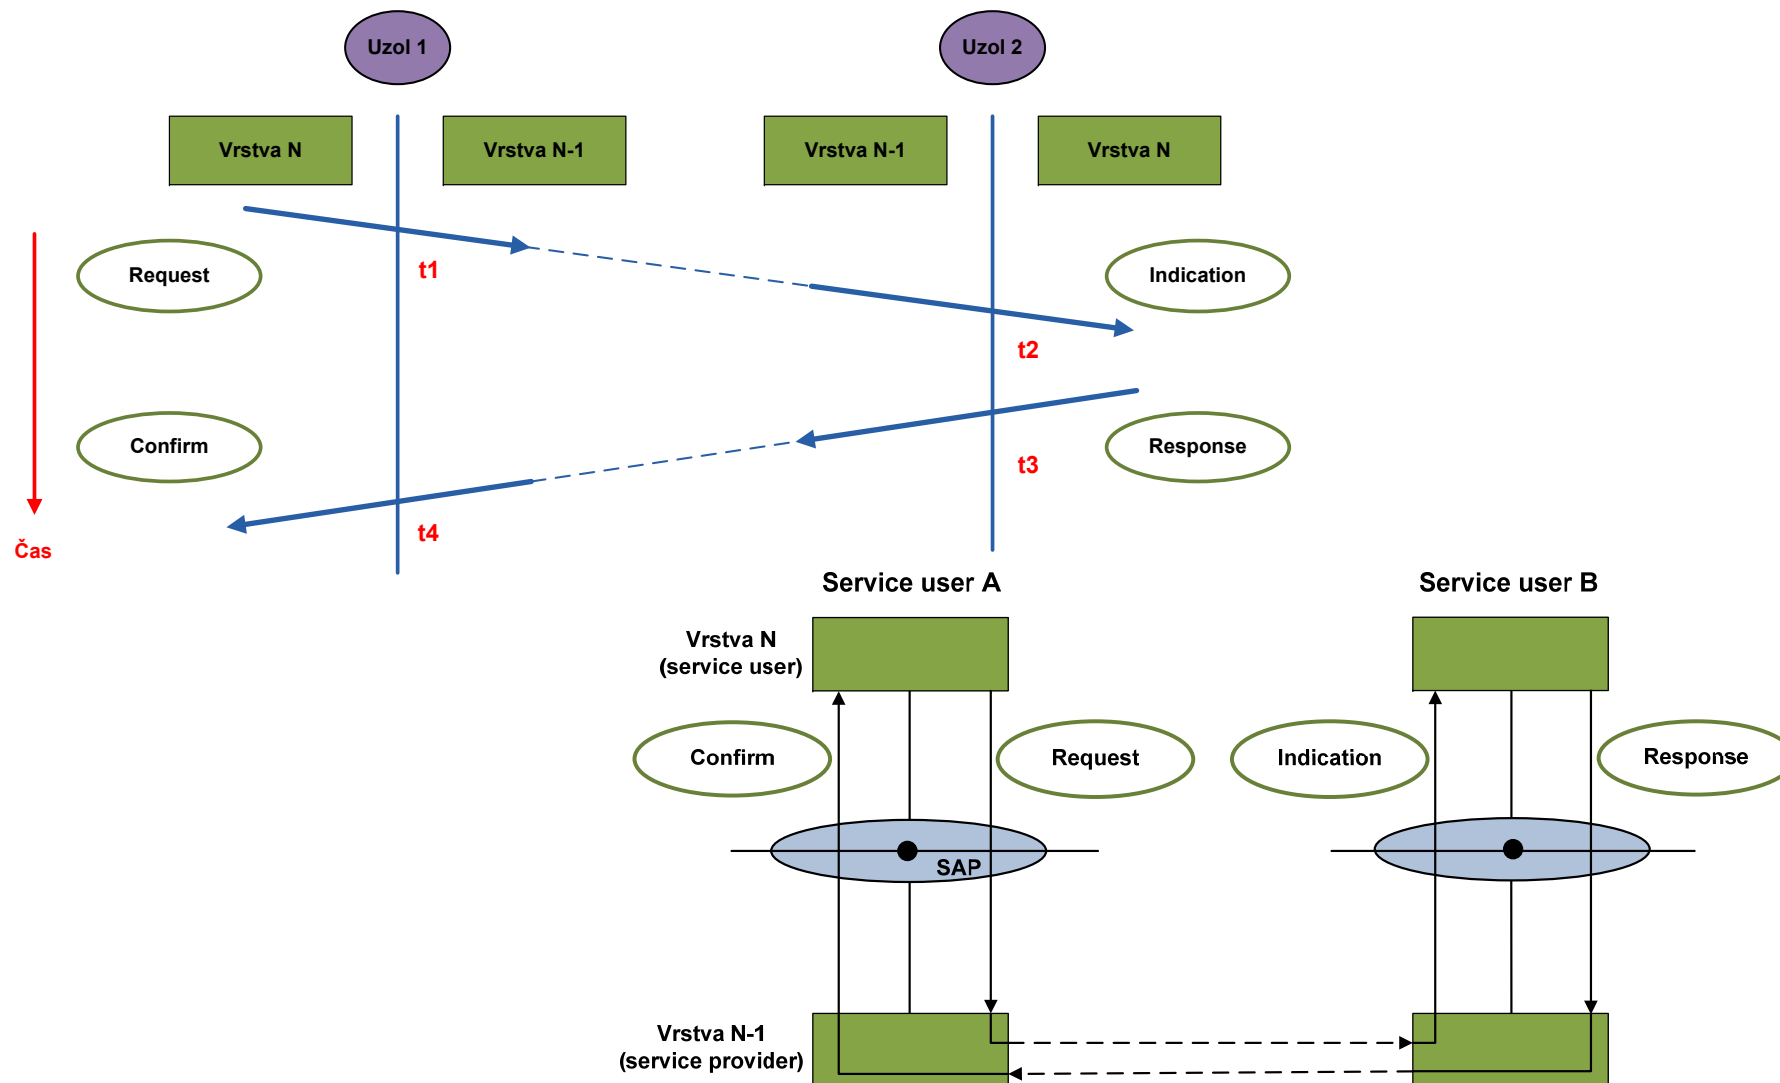 Uzol 1
Uzol 2
Vrstva N
Vrstva N-1
Vrstva N-1
Vrstva N
t1
Request
Indication
t2
Confirm
Response
t3
t4
Čas
Service user A
Service user B
Vrstva N
(service user)
Confirm
Request
Indication
Response
SAP
Vrstva N-1
(service provider)